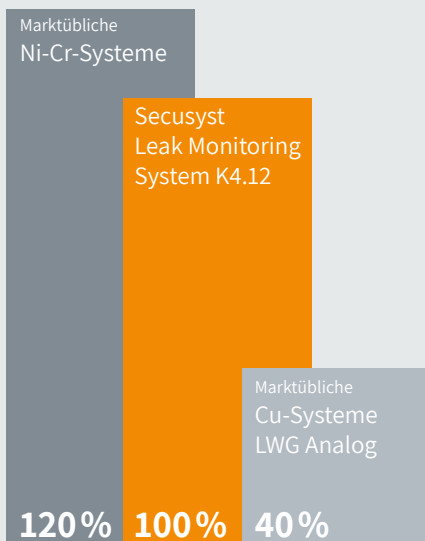 Marktübliche
Ni-Cr-Systeme
Secusyst
Leak Monitoring
System K4.12
Marktübliche
Cu-Systeme
LWG Analog
120 % 100 % 40 %